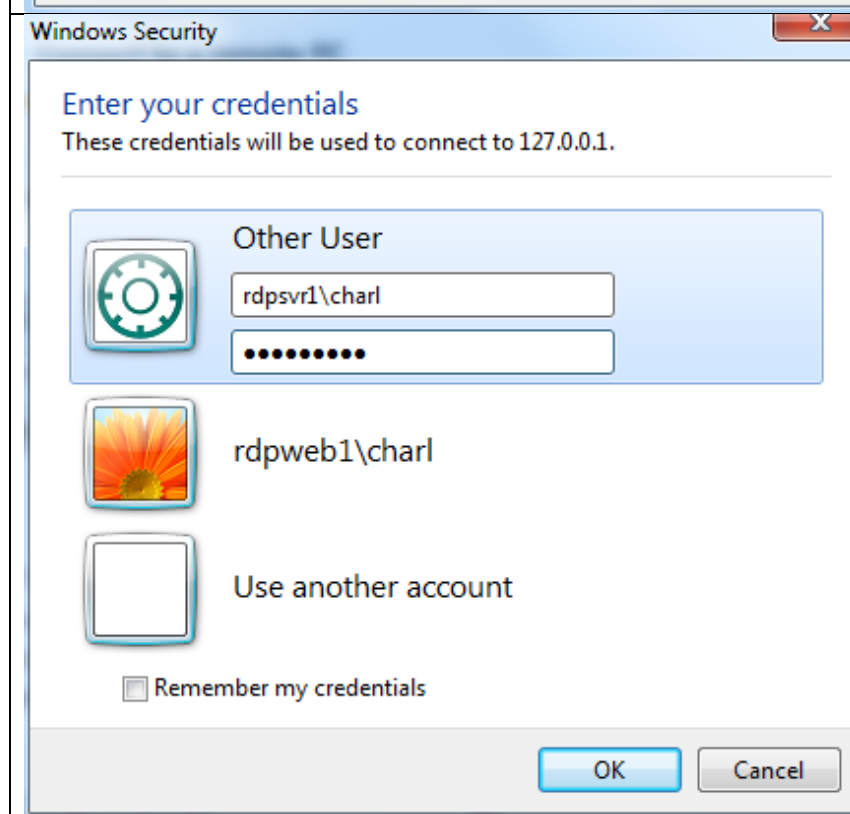 Windows Security
Enter your credentials
These credentials will be used to connect to 127.0.0.1.
Other User
rdpsvr1\charl
•••••••••
rdpweb1\charl
Use another account
Remember my credentials
OK
Cancel